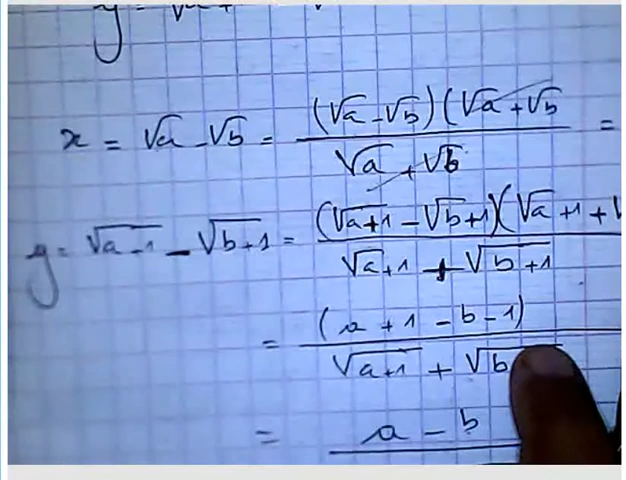 x = √a - √b = (√a - √b)(√a + √b / √a + √b =
y = √a-1 - √b+1 = (√a+1 - √b+1)(√a+1 + √ / √a+1 + √b+1
= (a + 1 - b - 1) / √a+1 + √b
= a - b